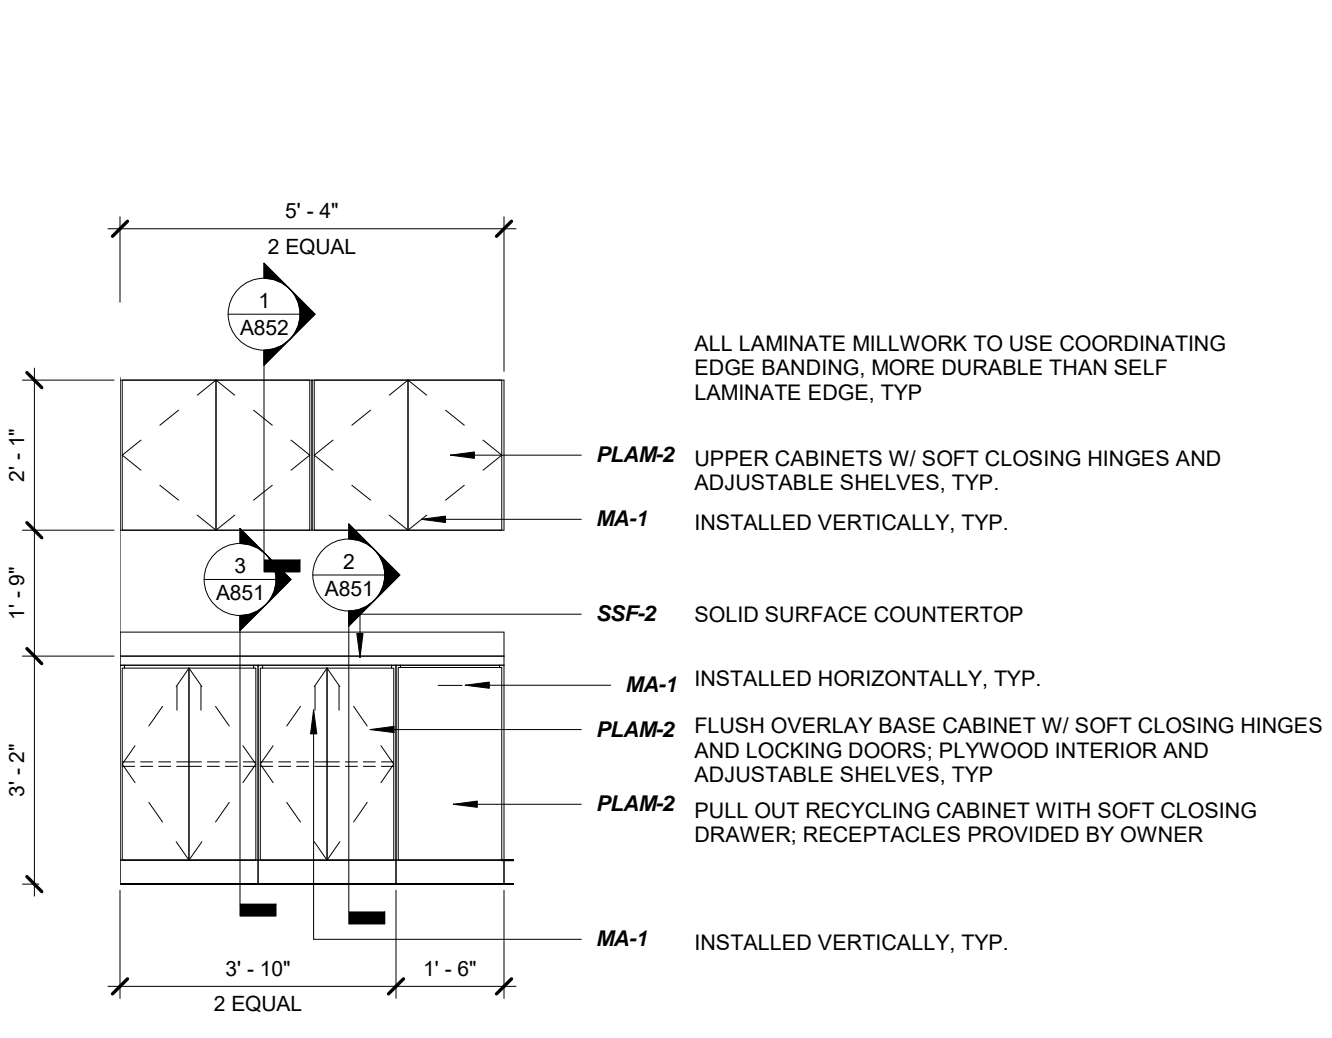 5' - 4"
2 EQUAL
1
A852
ALL LAMINATE MILLWORK TO USE COORDINATING
EDGE BANDING, MORE DURABLE THAN SELF
LAMINATE EDGE, TYP
2' - 1"
PLAM-2 UPPER CABINETS W/ SOFT CLOSING HINGES AND
ADJUSTABLE SHELVES, TYP.
MA-1 INSTALLED VERTICALLY, TYP.
1' - 9"
3
A851
2
A851
SSF-2 SOLID SURFACE COUNTERTOP
MA-1 INSTALLED HORIZONTALLY, TYP.
3' - 2"
PLAM-2 FLUSH OVERLAY BASE CABINET W/ SOFT CLOSING HINGES
AND LOCKING DOORS; PLYWOOD INTERIOR AND
ADJUSTABLE SHELVES, TYP
PLAM-2 PULL OUT RECYCLING CABINET WITH SOFT CLOSING
DRAWER; RECEPTACLES PROVIDED BY OWNER
MA-1 INSTALLED VERTICALLY, TYP.
3' - 10"
1' - 6"
2 EQUAL